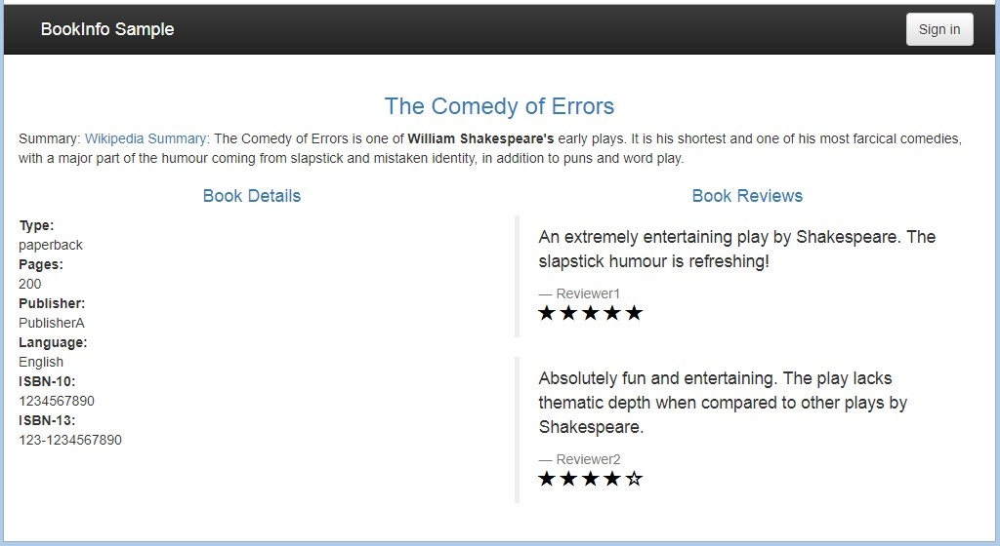 BookInfo Sample
Sign in
The Comedy of Errors
Summary: Wikipedia Summary: The Comedy of Errors is one of William Shakespeare's early plays. It is his shortest and one of his most farcical comedies,
with a major part of the humour coming from slapstick and mistaken identity, in addition to puns and word play.
Book Details
Type:
paperback
Pages:
200
Publisher:
PublisherA
Language:
English
ISBN-10:
1234567890
ISBN-13:
123-1234567890
Book Reviews
An extremely entertaining play by Shakespeare. The
slapstick humour is refreshing!
— Reviewer1
★★★★★
Absolutely fun and entertaining. The play lacks
thematic depth when compared to other plays by
Shakespeare.
— Reviewer2
★★★★☆